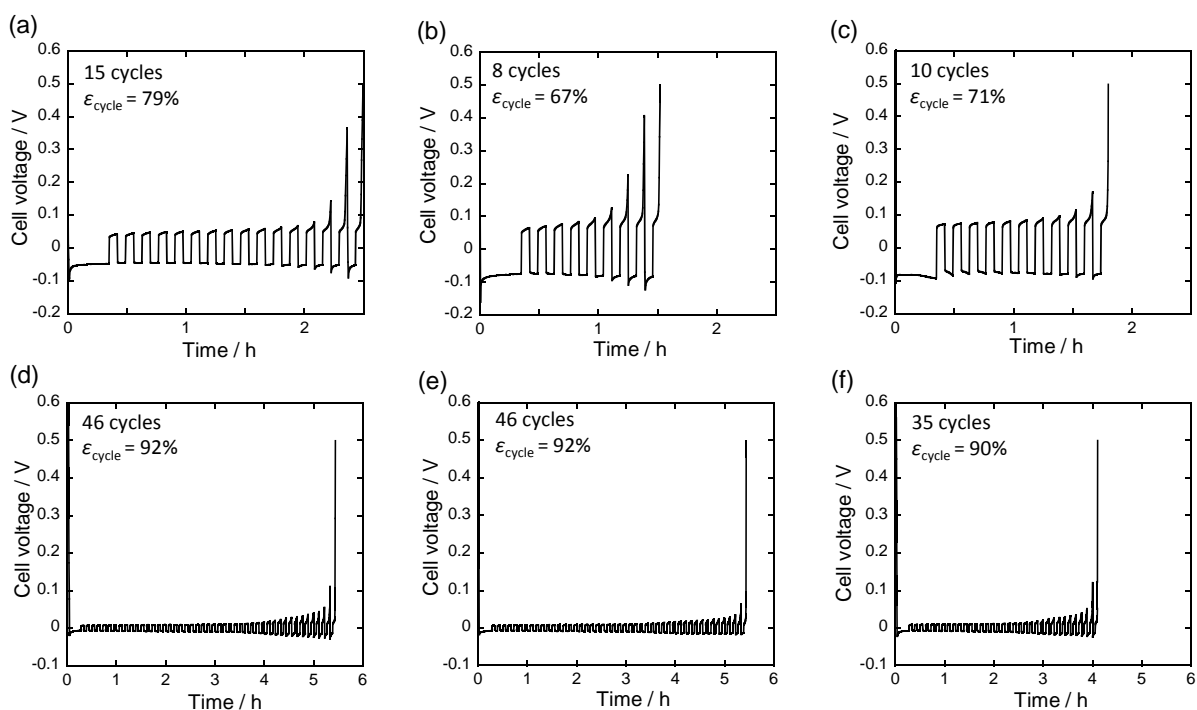 (a)
0.6
0.5
0.4
0.3
0.2
0.1
0
-0.1
-0.2
Cell voltage / V
15 cycles
εcycle = 79%
0 1 2
Time / h
(b)
0.6
0.5
0.4
0.3
0.2
0.1
0
-0.1
-0.2
Cell voltage / V
8 cycles
εcycle = 67%
0 1 2
Time / h
(c)
0.6
0.5
0.4
0.3
0.2
0.1
0
-0.1
-0.2
Cell voltage / V
10 cycles
εcycle = 71%
0 1 2
Time / h
(d)
0.6
0.5
0.4
0.3
0.2
0.1
0
-0.1
Cell voltage / V
46 cycles
εcycle = 92%
0 1 2 3 4 5 6
Time / h
(e)
0.6
0.5
0.4
0.3
0.2
0.1
0
-0.1
Cell voltage / V
46 cycles
εcycle = 92%
0 1 2 3 4 5 6
Time / h
(f)
0.6
0.5
0.4
0.3
0.2
0.1
0
-0.1
Cell voltage / V
35 cycles
εcycle = 90%
0 1 2 3 4 5 6
Time / h